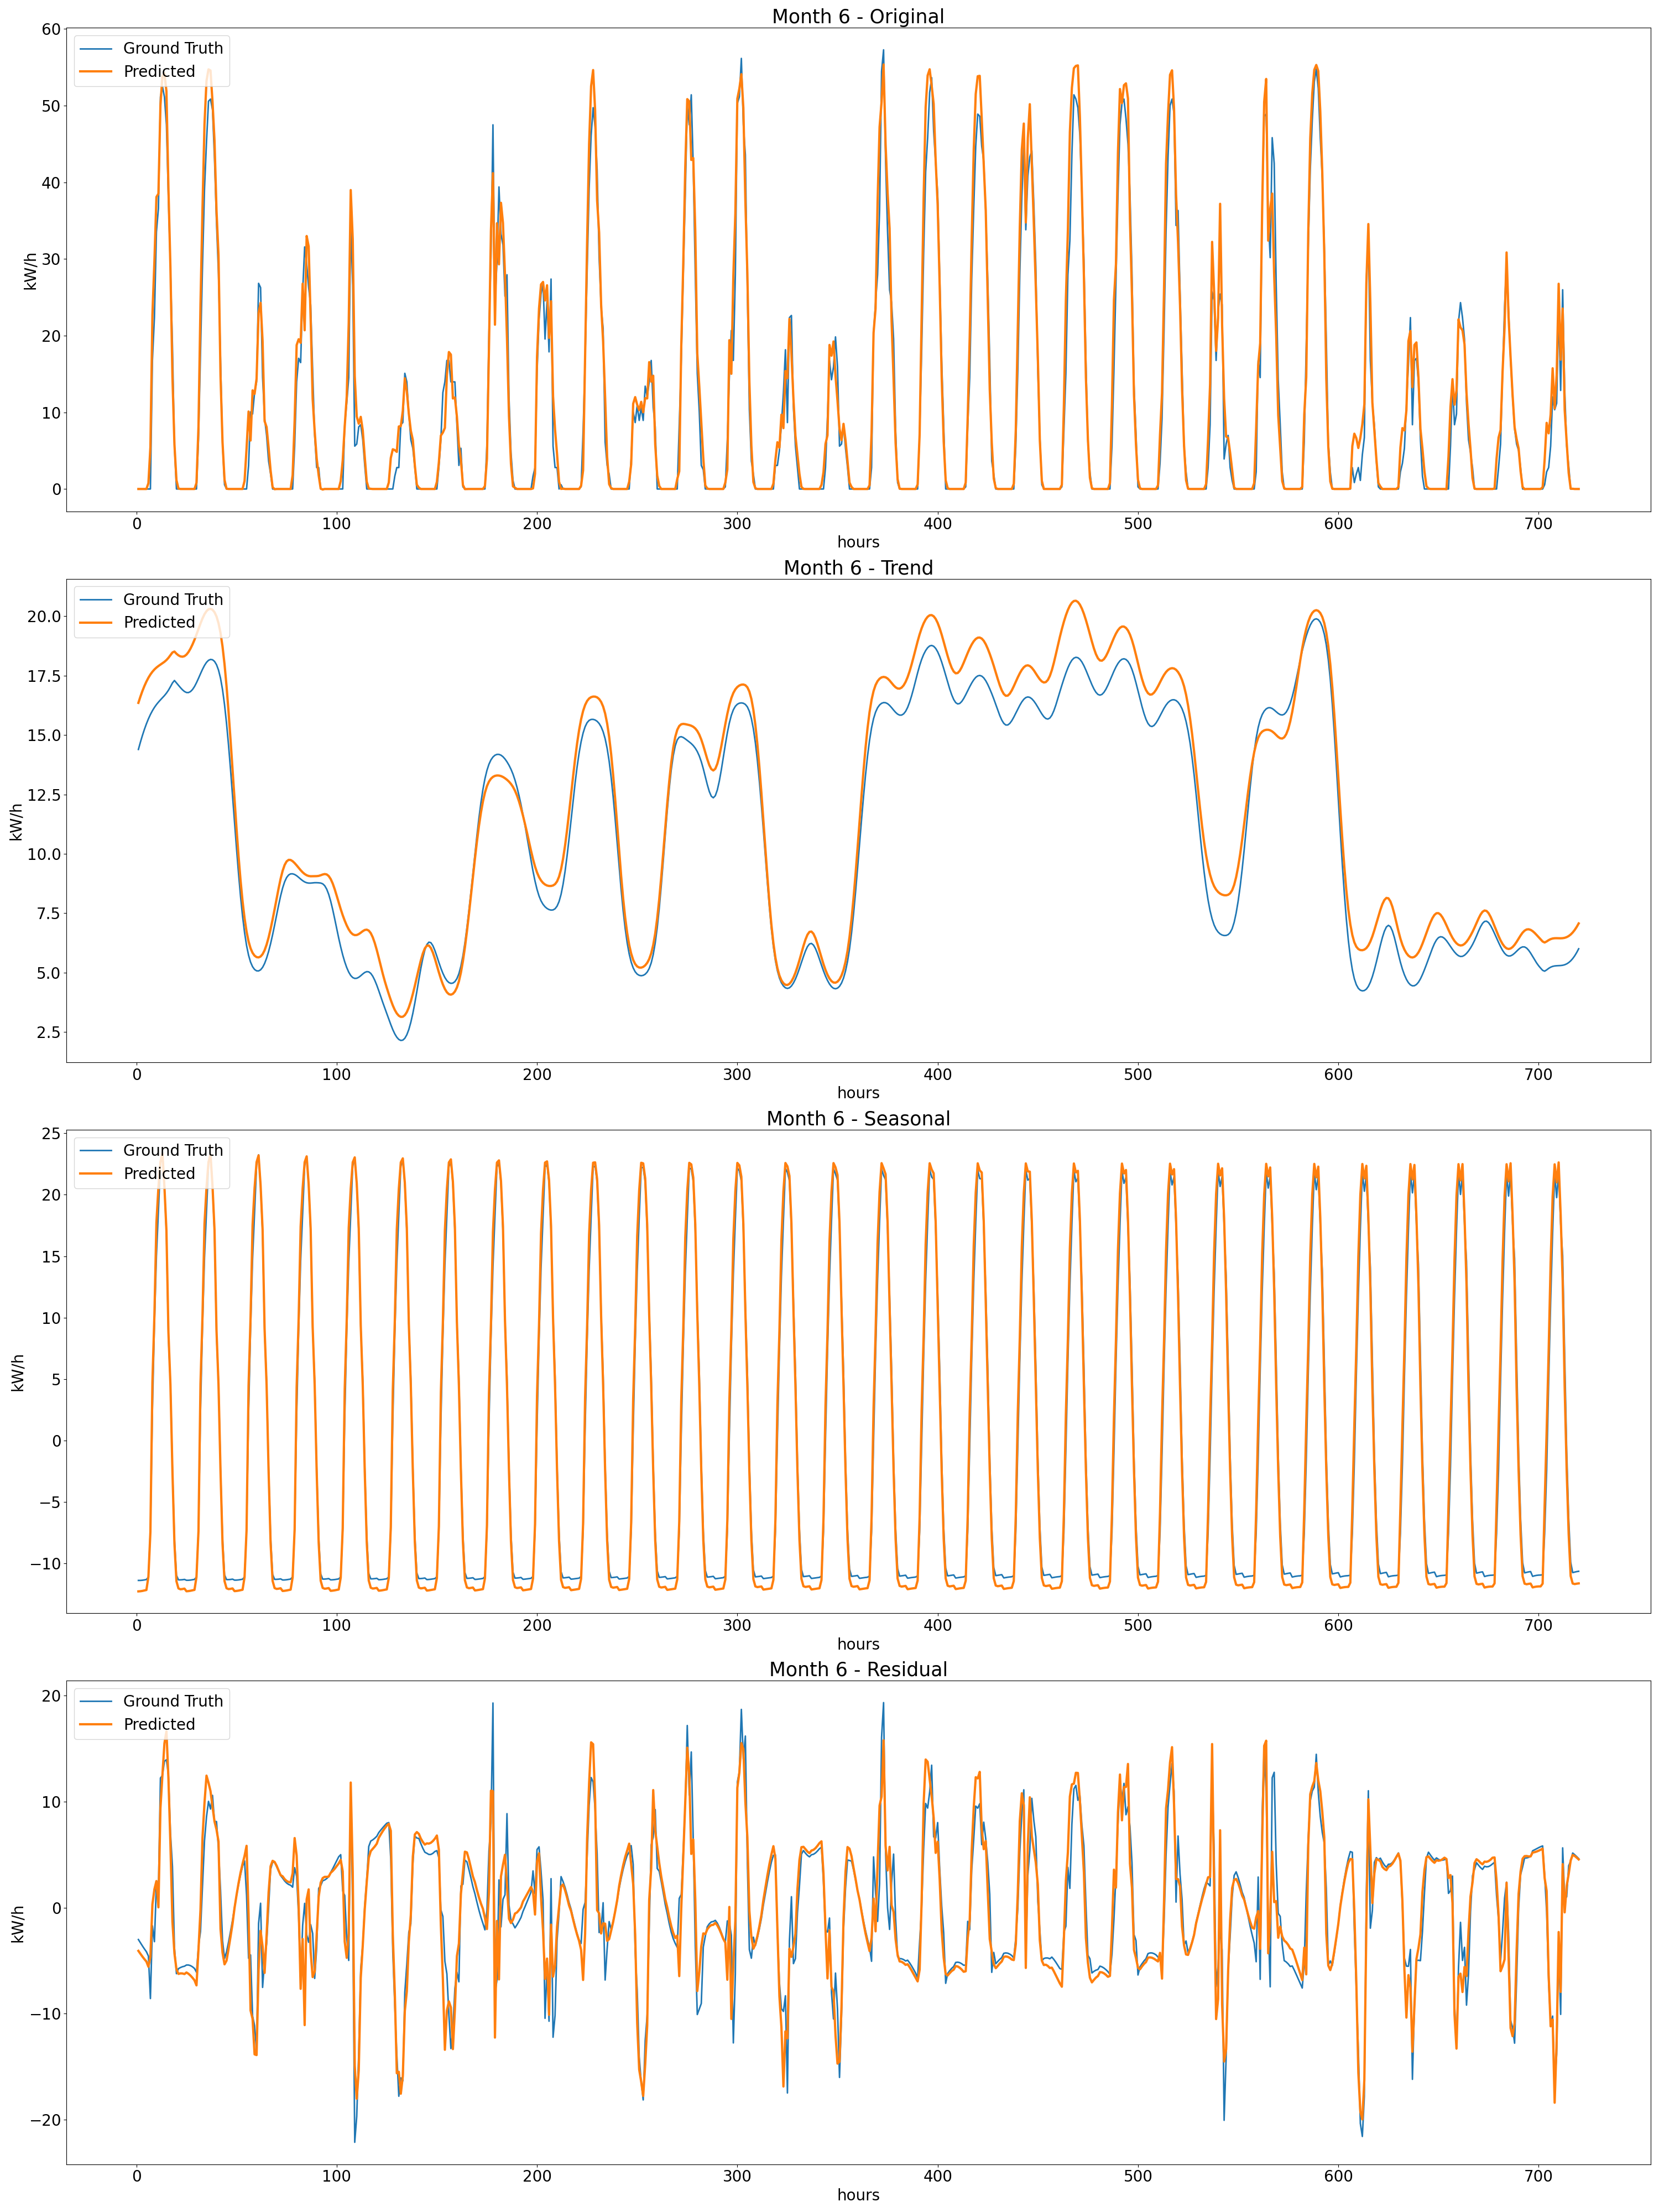 Month 6 - Original
Ground Truth
Predicted
60
50
40
30
20
10
0
kW/h
0 100 200 300 400 500 600 700
hours
Month 6 - Trend
Ground Truth
Predicted
20.0
17.5
15.0
12.5
10.0
7.5
5.0
2.5
kW/h
0 100 200 300 400 500 600 700
hours
Month 6 - Seasonal
Ground Truth
Predicted
25
20
15
10
5
0
−5
−10
kW/h
0 100 200 300 400 500 600 700
hours
Month 6 - Residual
Ground Truth
Predicted
20
10
0
−10
−20
kW/h
0 100 200 300 400 500 600 700
hours